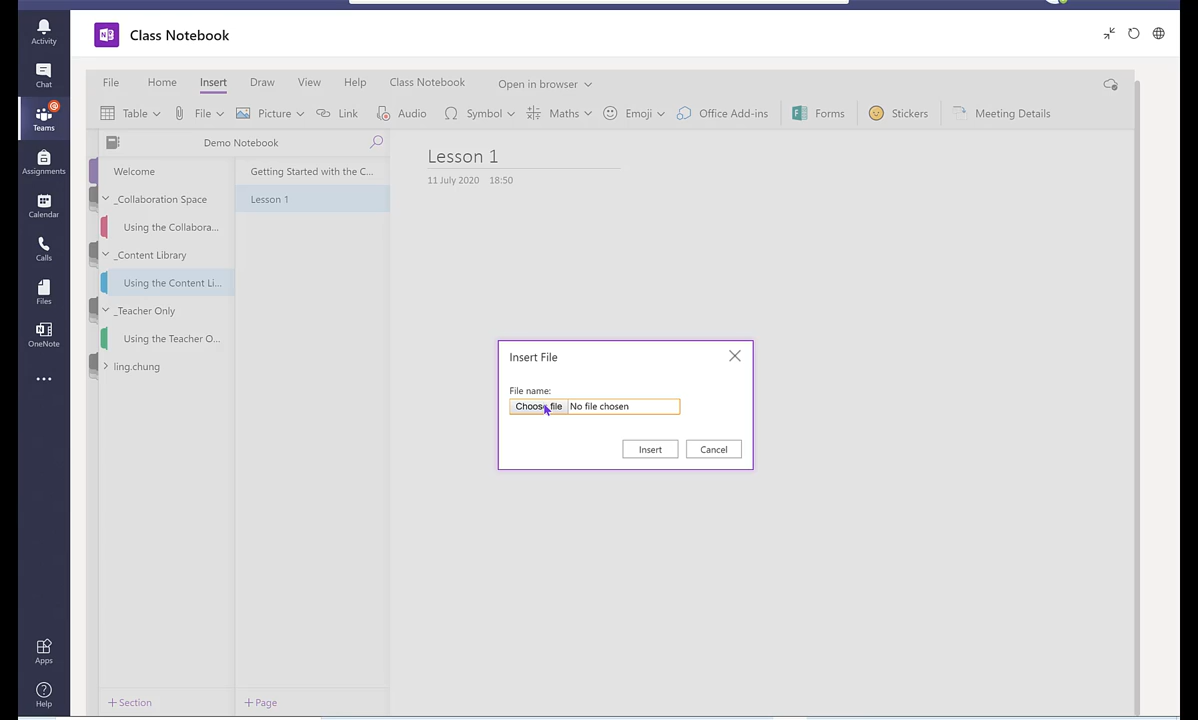 Class Notebook
Activity
Chat
Teams
Assignments
Calendar
Calls
Files
OneNote
Apps
Help
File Home Insert Draw View Help Class Notebook Open in browser
Table File Picture Link Audio Symbol Maths Emoji Office Add-ins Forms Stickers Meeting Details
Demo Notebook
Welcome
_Collaboration Space
Using the Collabora...
_Content Library
Using the Content Li...
_Teacher Only
Using the Teacher O...
ling.chung
+ Section
Getting Started with the C...
Lesson 1
+ Page
Lesson 1
11 July 2020 18:50
Insert File
File name:
Choose file No file chosen
Insert Cancel